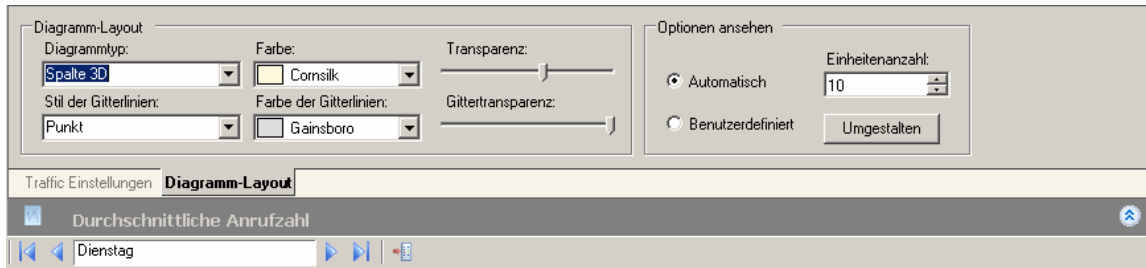 Diagramm-Layout
Diagrammtyp:
Farbe:
Transparenz:
Spalte 3D
Cornsilk
Stil der Gitterlinien:
Farbe der Gitterlinien:
Gittertransparenz:
Punkt
Gainsboro
Optionen ansehen
Einheitenanzahl:
Automatisch
10
Benutzerdefiniert
Umgestalten
Traffic Einstellungen
Diagramm-Layout
Durchschnittliche Anrufzahl
Dienstag